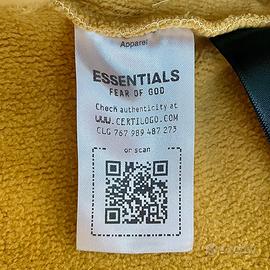 Apparel
ESSENTIALS
FEAR OF GOD
Check authenticity at
WWW.CERTILOGO.COM
CLG 767 989 487 273
or scan